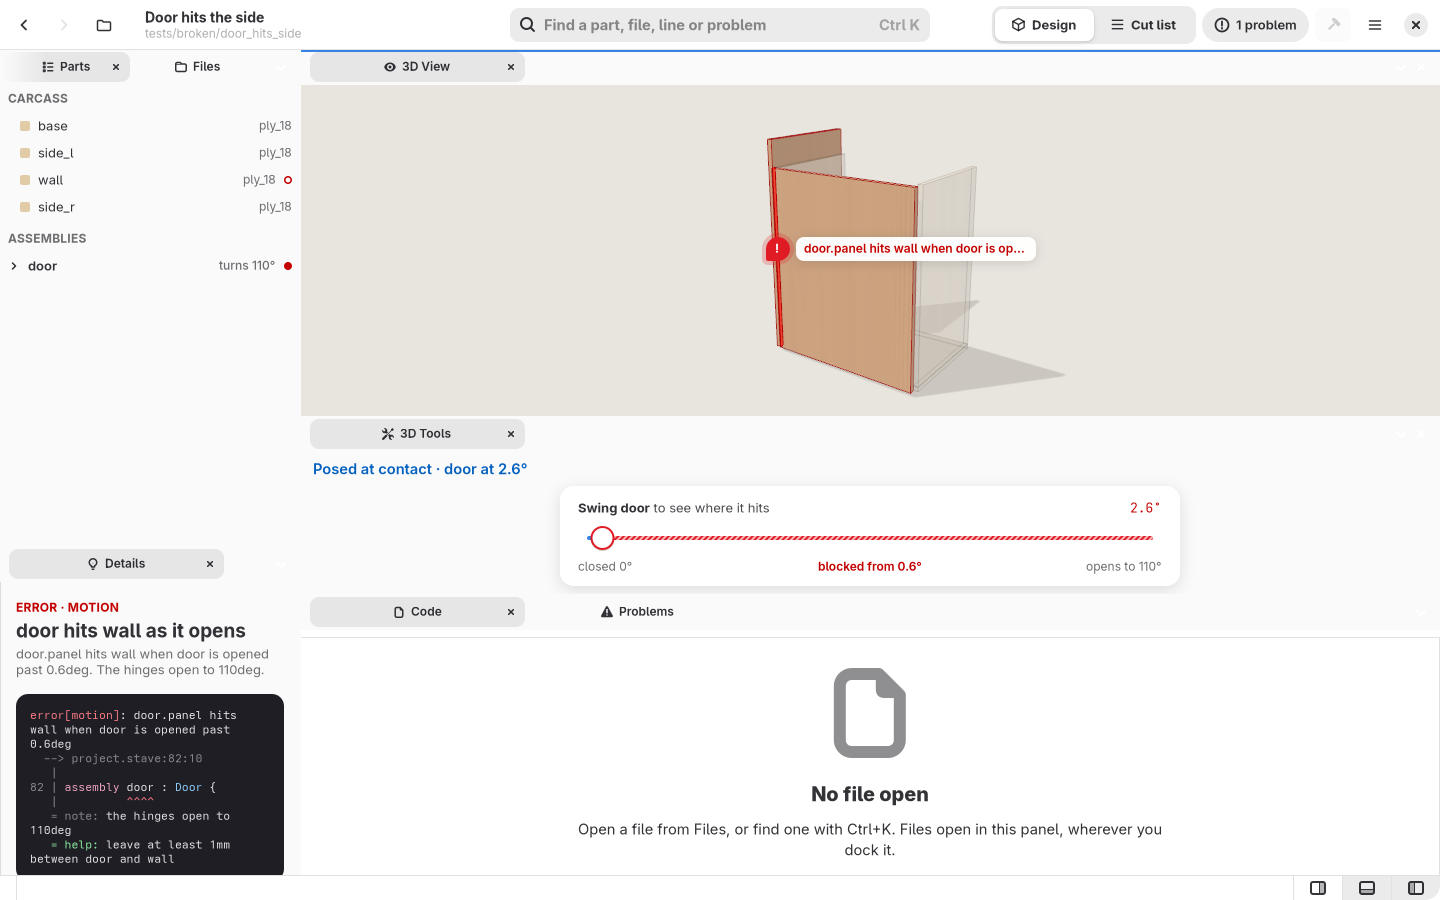 Door hits the side
tests/broken/door_hits_side
Find a part, file, line or problem
Ctrl K
Design
Cut list
1 problem
Parts
Files
CARCASS
base
ply_18
side_l
ply_18
wall
ply_18
side_r
ply_18
ASSEMBLIES
door
turns 110°
Details
ERROR · MOTION
door hits wall as it opens
door.panel hits wall when door is opened
past 0.6deg. The hinges open to 110deg.
error[motion]: door.panel hits
wall when door is opened past
0.6deg
--> project.stave:82:10
|
82 | assembly door : Door {
| ^^^^
= note: the hinges open to
110deg
= help: leave at least 1mm
between door and wall
3D View
!
door.panel hits wall when door is op...
3D Tools
Posed at contact · door at 2.6°
Swing door to see where it hits
2.6°
closed 0°
blocked from 0.6°
opens to 110°
Code
Problems
No file open
Open a file from Files, or find one with Ctrl+K. Files open in this panel, wherever you
dock it.